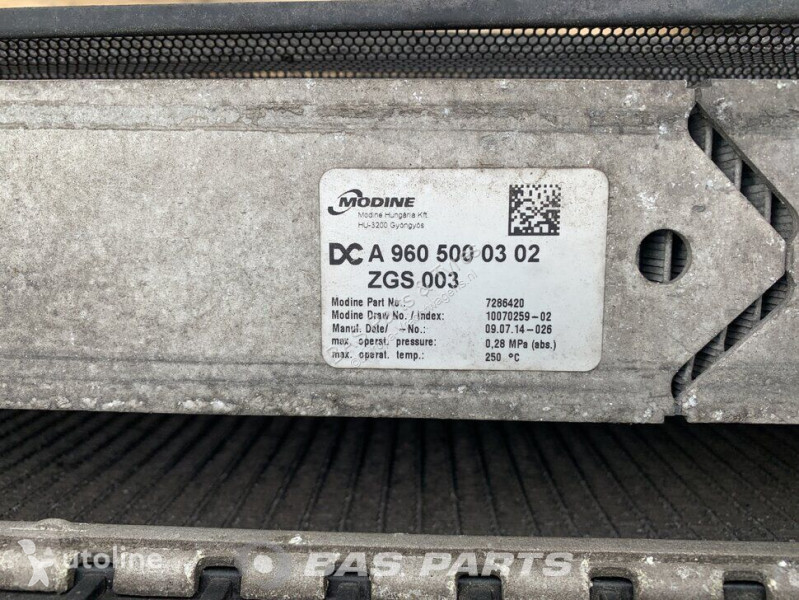 MODINE
Modine Hungária Kft.
HU-3200 Gyöngyös
DC A 960 500 03 02
ZGS 003
Modine Part No.: 7286420
Modine Draw No. / Index: 10070259-02
Manuf. Date/ -No.: 09.07.14-026
max. operat. pressure: 0,28 MPa (abs.)
max. operat. temp.: 250 °C
autoline
BAS PARTS